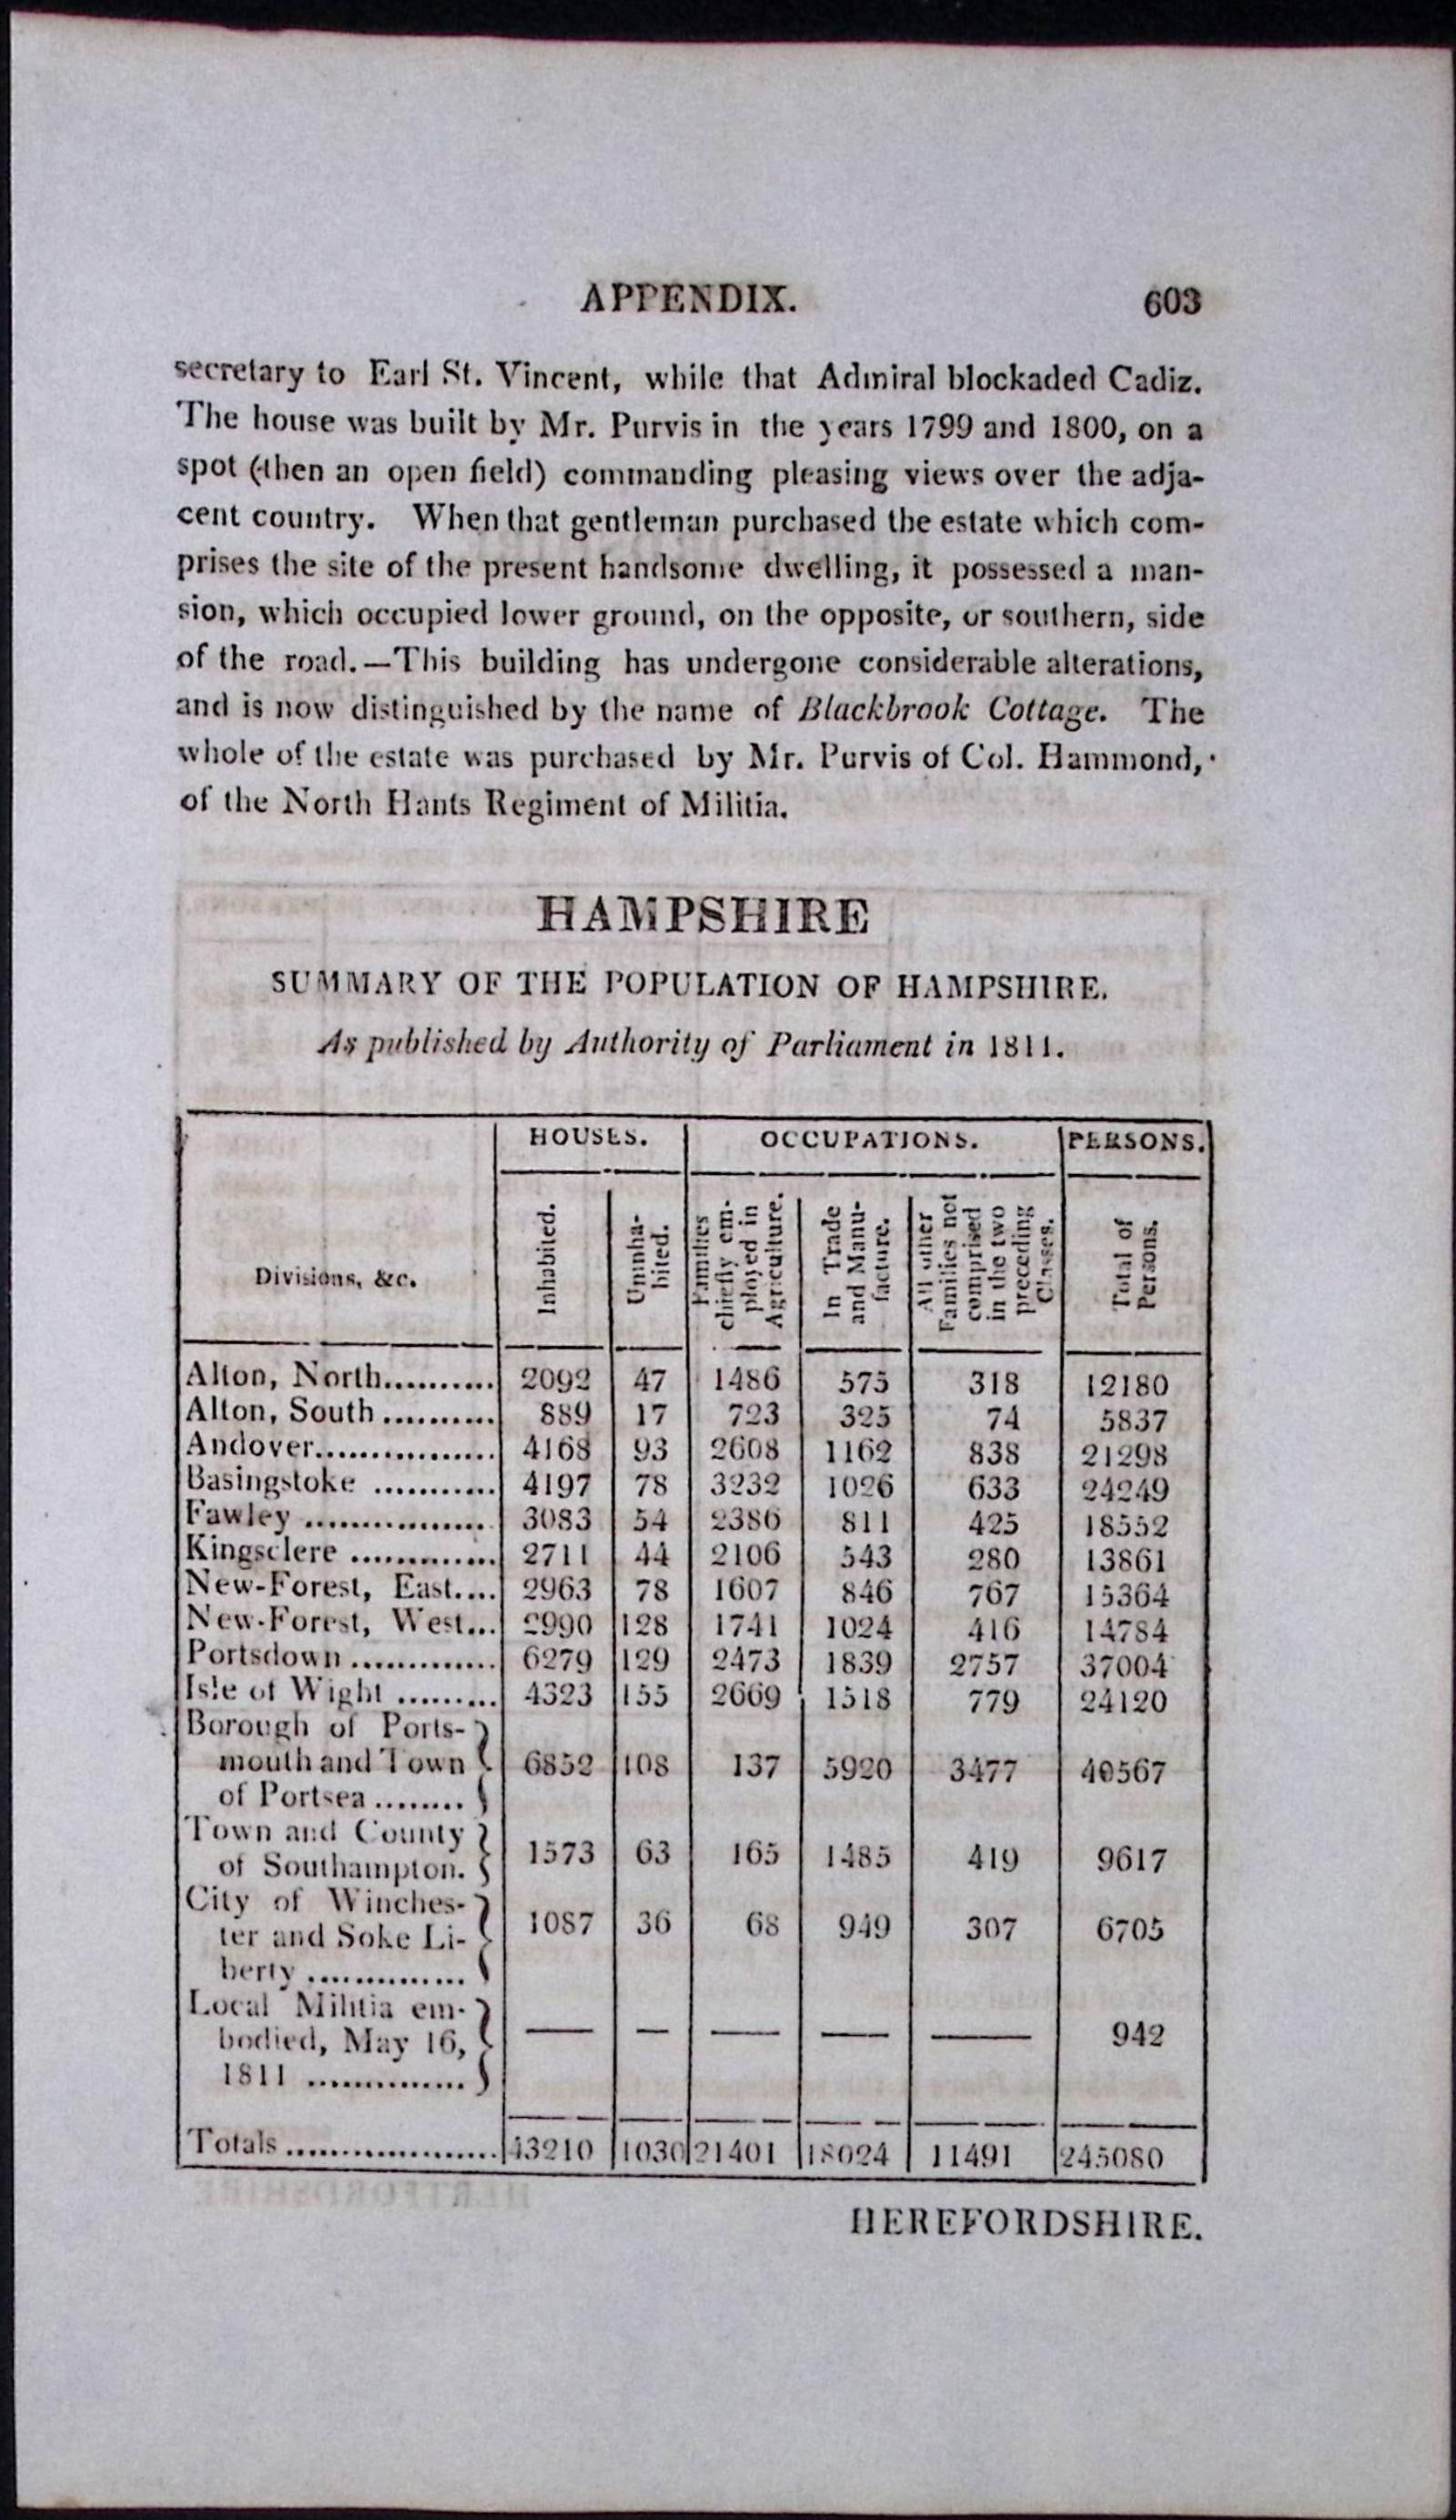 APPENDIX. 603
secretary to Earl St. Vincent, while that Admiral blockaded Cadiz.
The house was built by Mr. Purvis in the years 1799 and 1800, on a
spot (then an open field) commanding pleasing views over the adja-
cent country. When that gentleman purchased the estate which com-
prises the site of the present handsome dwelling, it possessed a man-
sion, which occupied lower ground, on the opposite, or southern, side
of the road.—This building has undergone considerable alterations,
and is now distinguished by the name of Blackbrook Cottage. The
whole of the estate was purchased by Mr. Purvis of Col. Hammond,
of the North Hants Regiment of Militia.
HAMPSHIRE
SUMMARY OF THE POPULATION OF HAMPSHIRE.
As published by Authority of Parliament in 1811.
HOUSES. OCCUPATIONS. PERSONS.
Divisions, &c.
Inhabited.
Uninha-
bited.
Families
chiefly em-
ployed in
Agriculture.
In Trade
and Manu-
facture.
All other
Families not
comprised
in the two
preceding
Classes.
Total of
Persons.
Alton, North........... 2092 47 1486 575 318 12180
Alton, South .......... 889 17 723 325 74 5837
Andover................. 4168 93 2608 1162 838 21298
Basingstoke ........... 4197 78 3232 1026 633 24249
Fawley ................ 3083 54 2386 811 425 18552
Kingsclere ............. 2711 44 2106 543 280 13861
New-Forest, East.... 2963 78 1607 846 767 15364
New-Forest, West... 2990 128 1741 1024 416 14784
Portsdown ............. 6279 129 2473 1839 2757 37004
Isle of Wight ......... 4323 155 2669 1518 779 24120
Borough of Ports-
mouth and Town 6852 108 137 5920 3477 40567
of Portsea ........
Town and County
of Southampton. 1573 63 165 1485 419 9617
City of Winches-
ter and Soke Li- 1087 36 68 949 307 6705
berty ..............
Local Militia em-
bodied, May 16, — — — — — 942
1811 ..............
Totals................... 43210 1030 21401 18024 11491 245080
HEREFORDSHIRE.